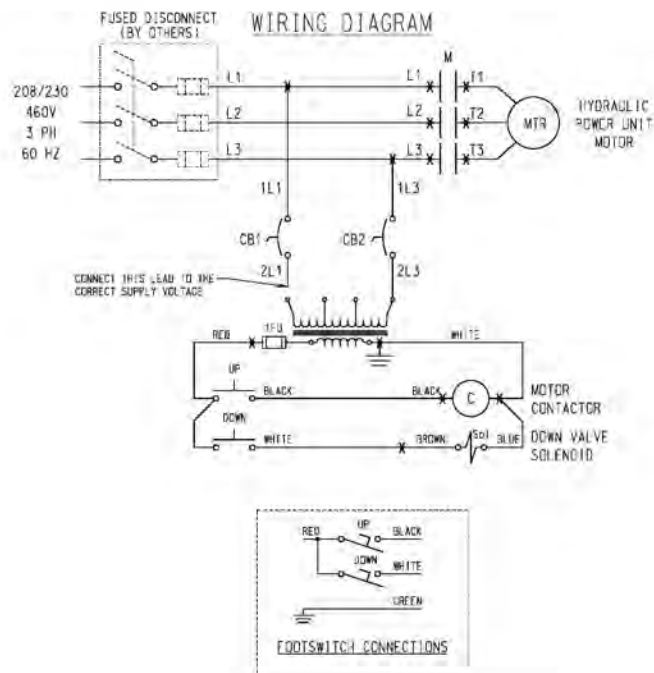 FUSED DISCONNECT
(BY OTHERS)
WIRING DIAGRAM
208/230
460V
3 PH
60 HZ
L1
L2
L3
L1
L2
L3
M
T1
T2
T3
MTR
HYDRAULIC
POWER UNIT
MOTOR
1L1
1L3
CB1
CB2
2L1
2L3
CONNECT THIS LEAD TO THE
CORRECT SUPPLY VOLTAGE
RED
1FU
WHITE
UP
BLACK
BLACK
C
MOTOR
CONTACTOR
DOWN
WHITE
BROWN
Sol
BLUE
DOWN VALVE
SOLENOID
RED
UP
BLACK
DOWN
WHITE
GREEN
FOOTSWITCH CONNECTIONS